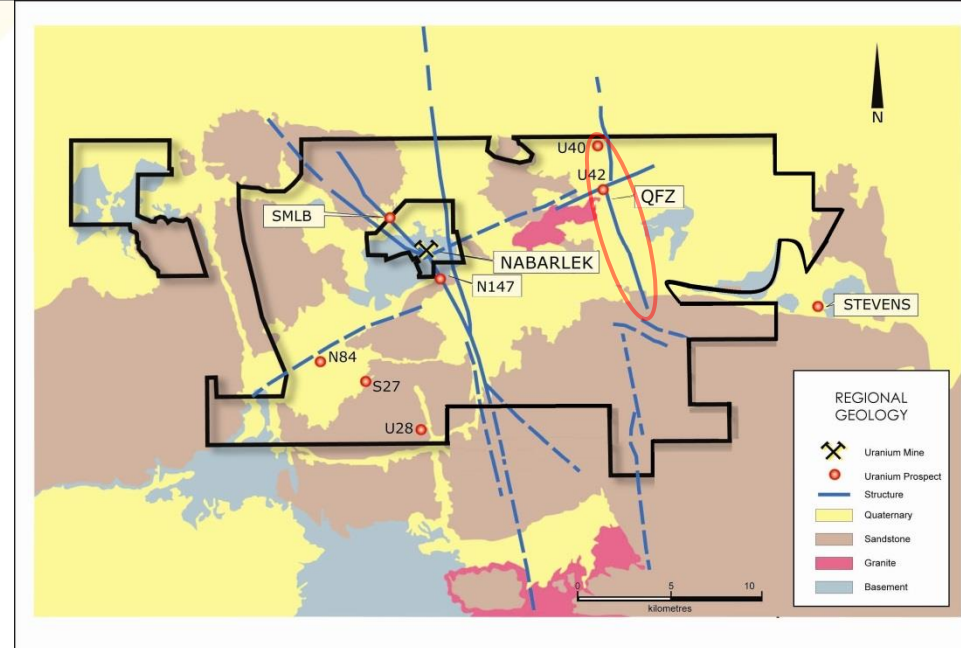 N
U40
U42
QFZ
SMLB
NABARLEK
N147
STEVENS
N84
S27
U28
REGIONAL
GEOLOGY
Uranium Mine
Uranium Prospect
Structure
Quaternary
Sandstone
Granite
Basement
0 5 10
kilometres